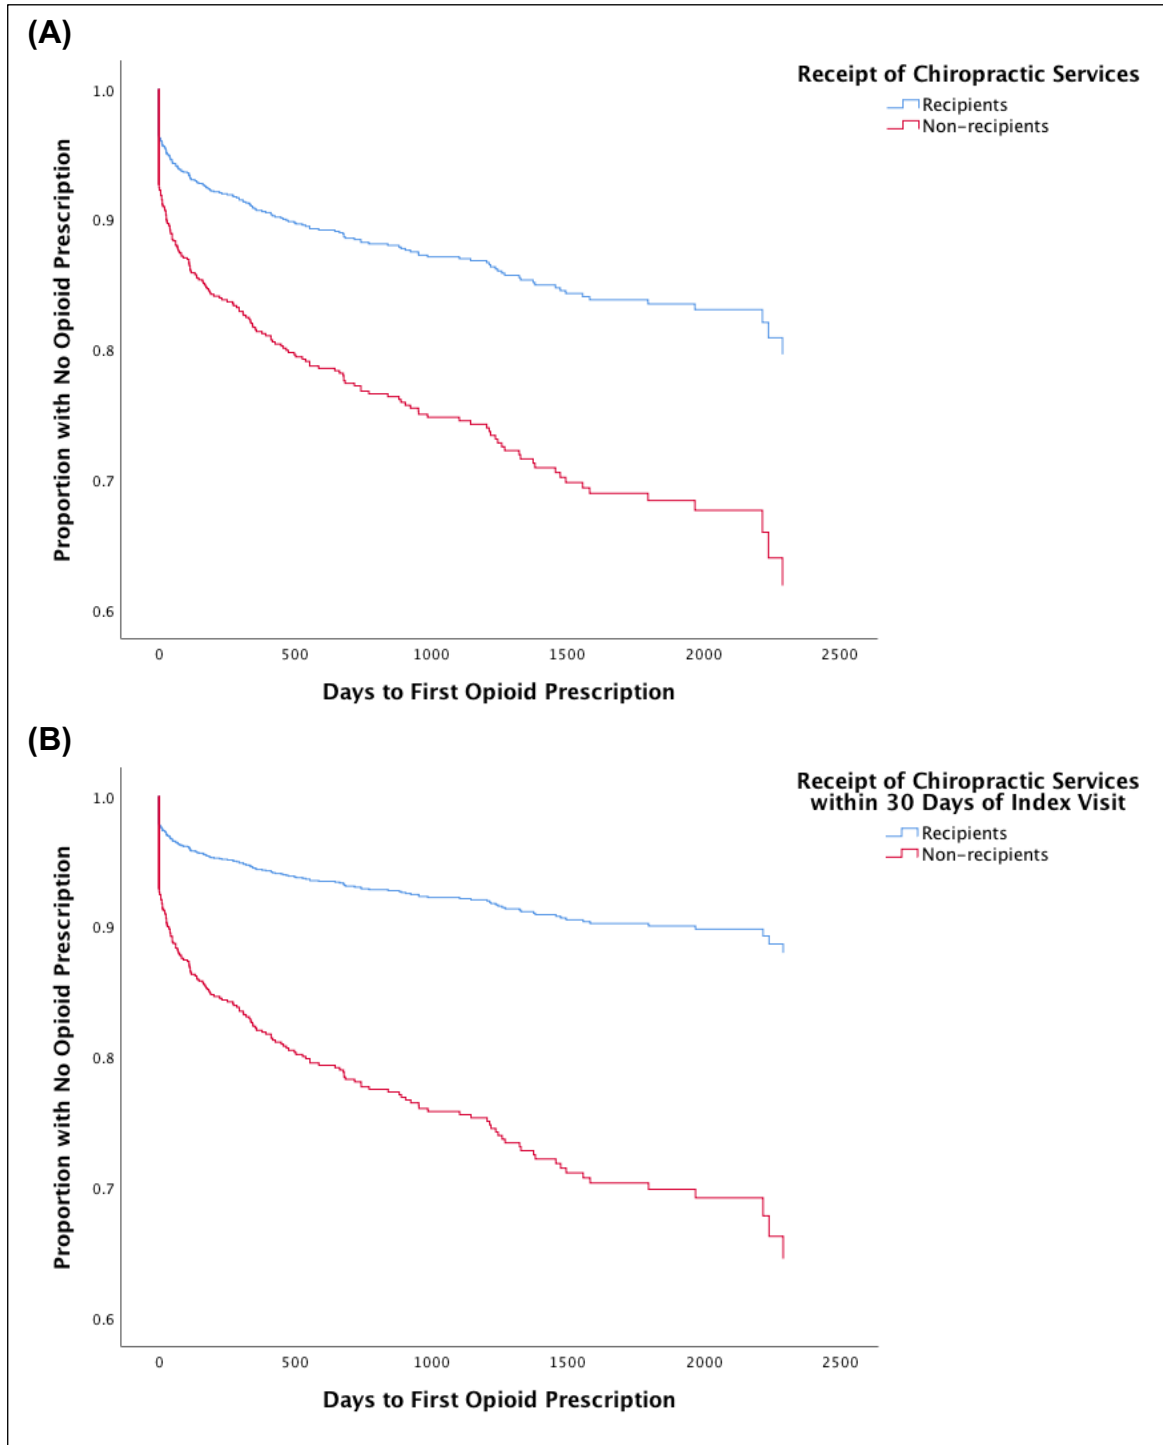 (A)
Receipt of Chiropractic Services
Recipients
Non-recipients
Proportion with No Opioid Prescription
1.0
0.9
0.8
0.7
0.6
0 500 1000 1500 2000 2500
Days to First Opioid Prescription
(B)
Receipt of Chiropractic Services
within 30 Days of Index Visit
Recipients
Non-recipients
Proportion with No Opioid Prescription
1.0
0.9
0.8
0.7
0.6
0 500 1000 1500 2000 2500
Days to First Opioid Prescription